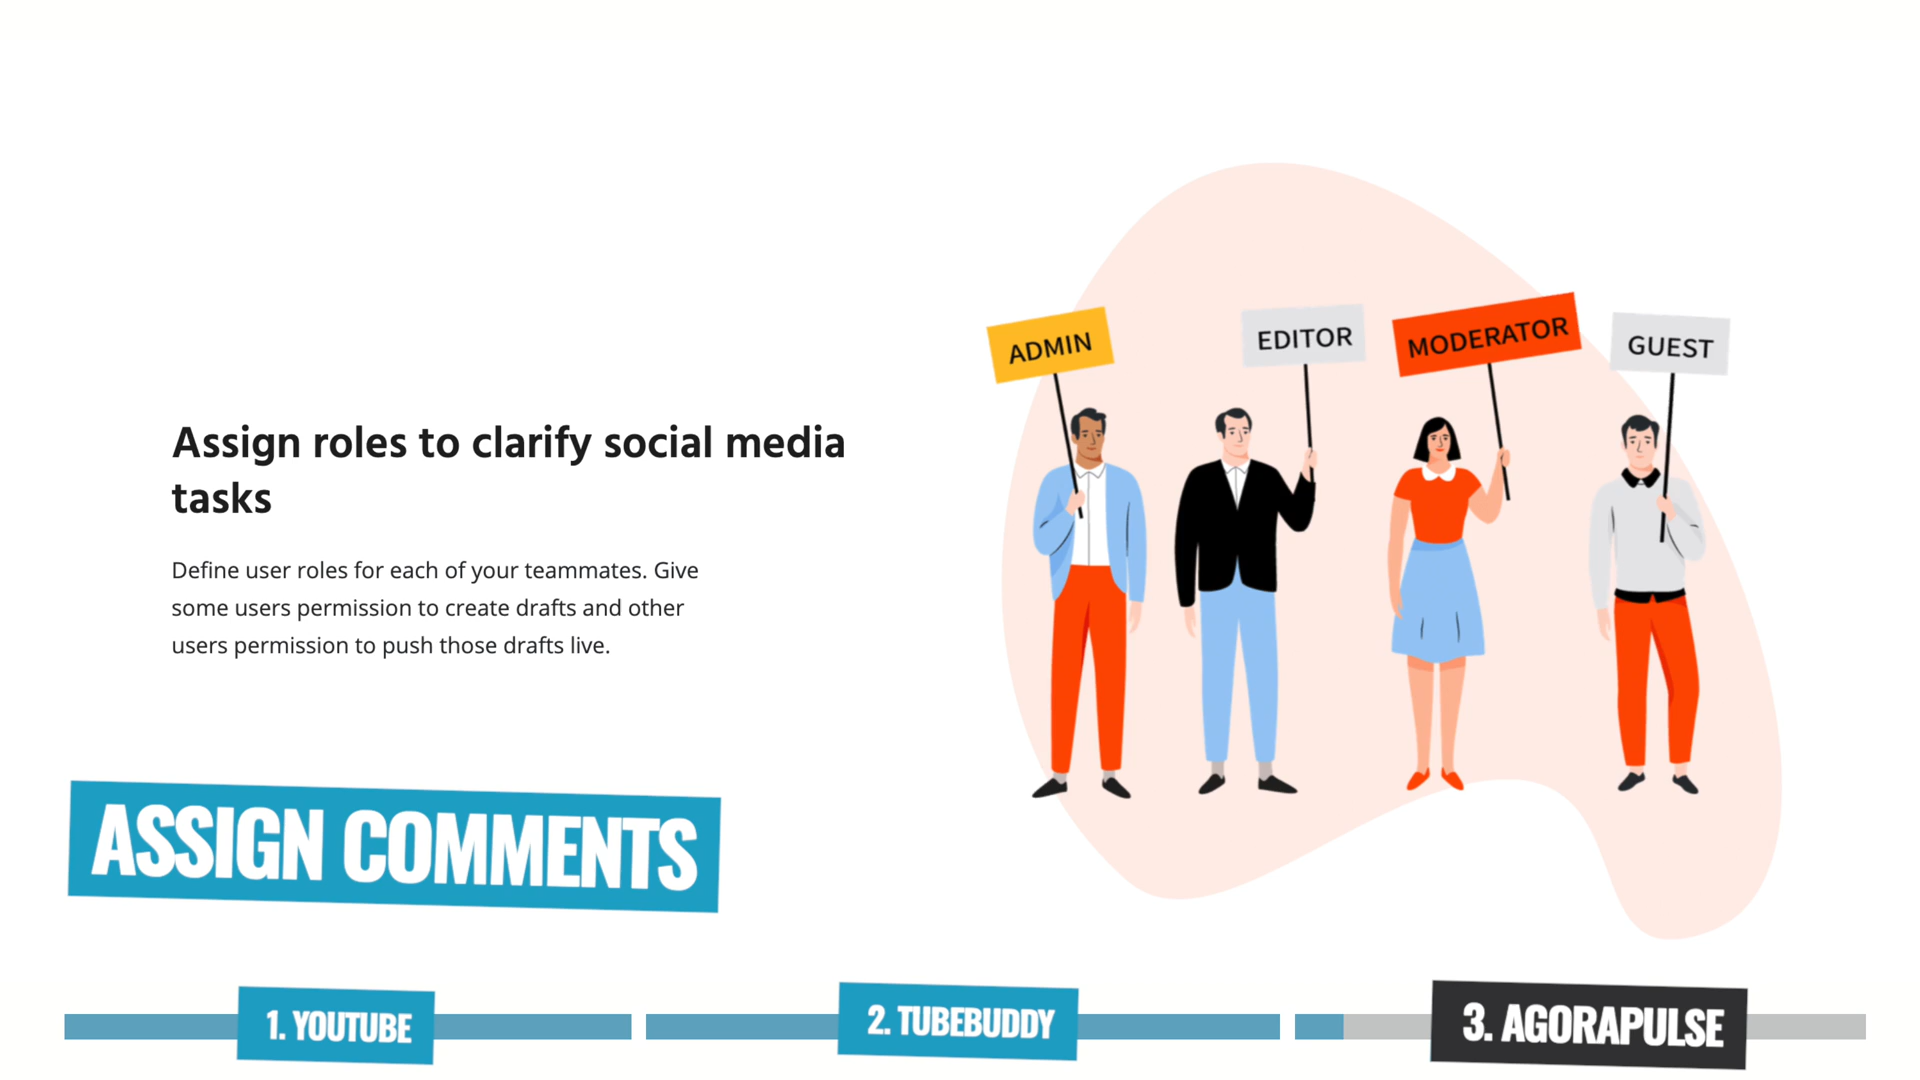 ADMIN
EDITOR
MODERATOR
GUEST
Assign roles to clarify social media
tasks
Define user roles for each of your teammates. Give
some users permission to create drafts and other
users permission to push those drafts live.
ASSIGN COMMENTS
1. YOUTUBE
2. TUBEBUDDY
3. AGORAPULSE